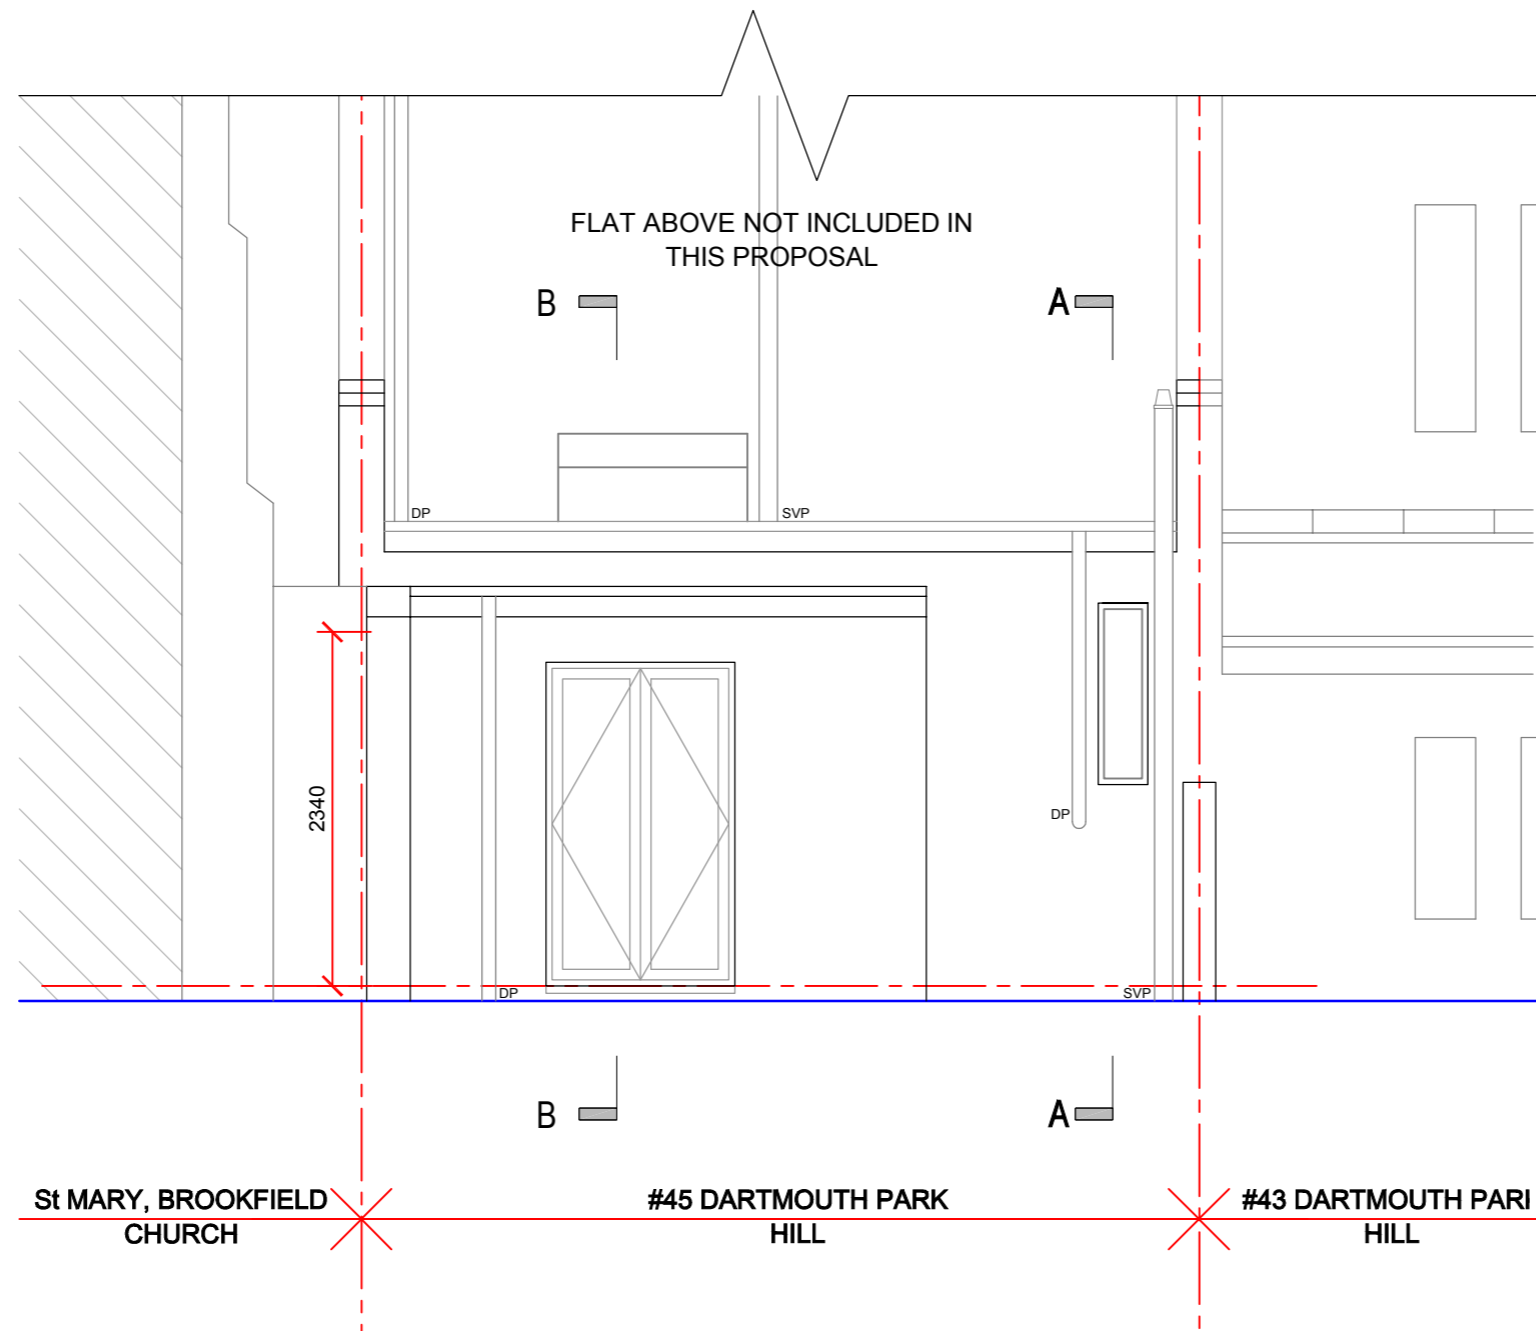 FLAT ABOVE NOT INCLUDED IN
THIS PROPOSAL
B
A
DP
SVP
2340
DP
DP
SVP
B
A
St MARY, BROOKFIELD
CHURCH
#45 DARTMOUTH PARK
HILL
#43 DARTMOUTH PARI
HILL